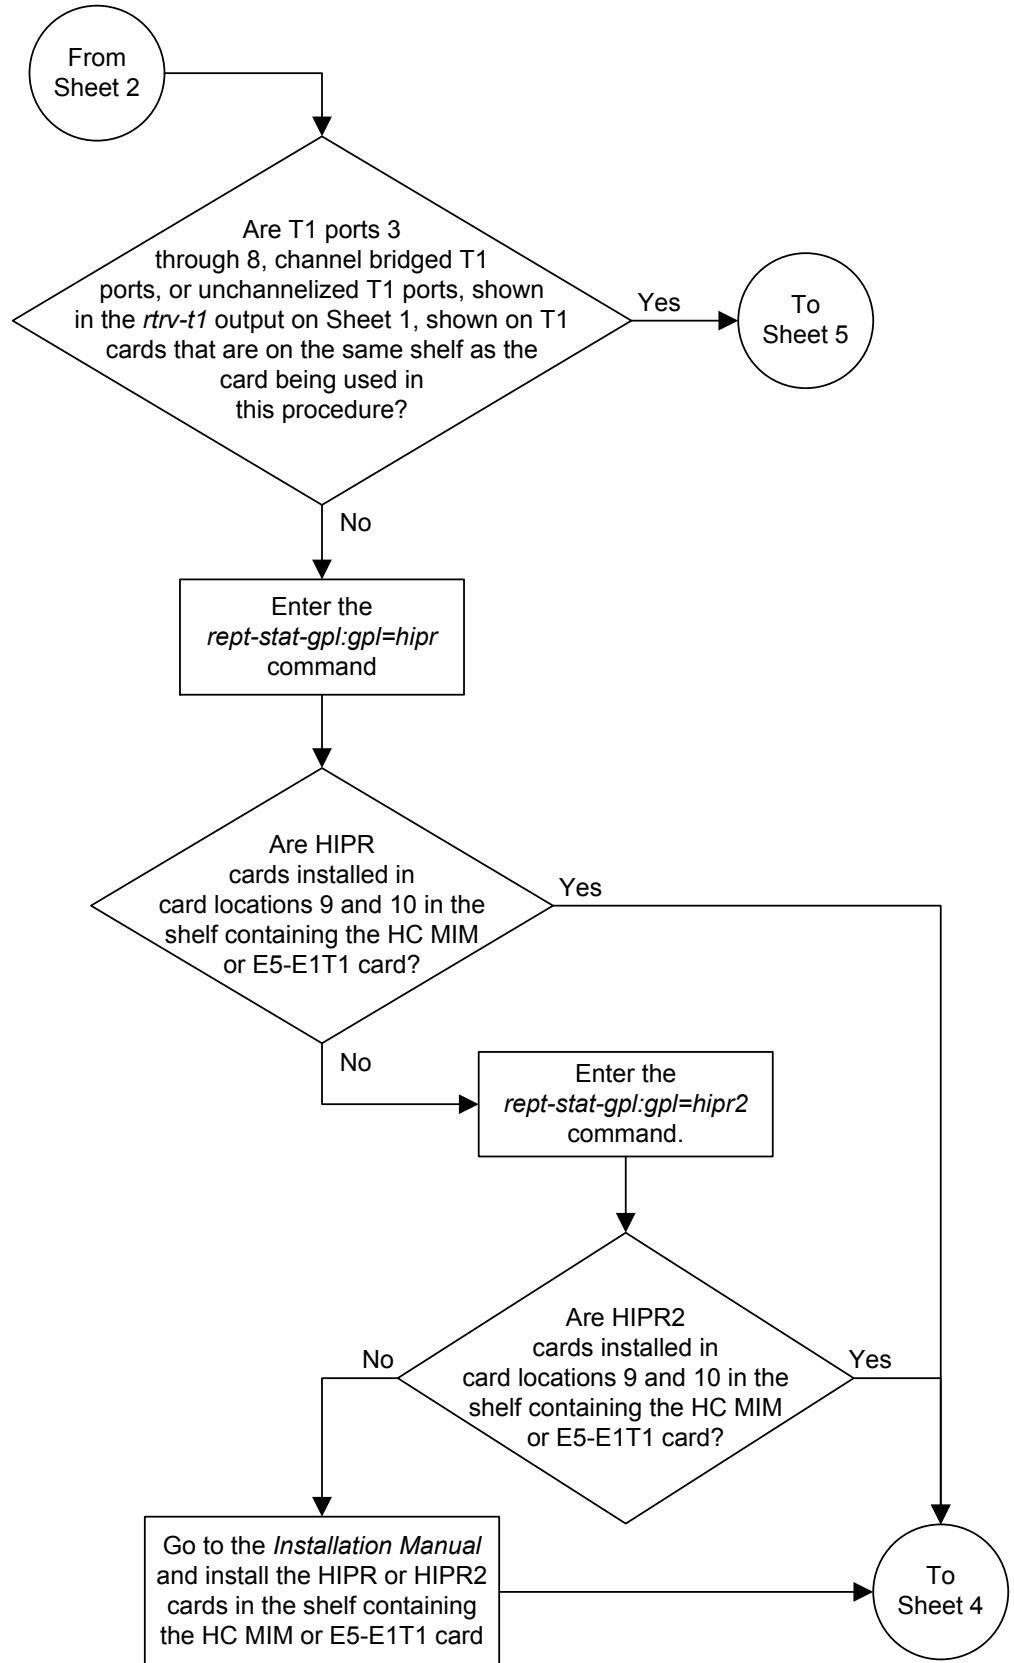 From
Sheet 2
Are T1 ports 3
through 8, channel bridged T1
ports, or unchannelized T1 ports, shown
in the rtrv-t1 output on Sheet 1, shown on T1
cards that are on the same shelf as the
card being used in
this procedure?
Yes
To
Sheet 5
No
Enter the
rept-stat-gpl:gpl=hipr
command
Are HIPR
cards installed in
card locations 9 and 10 in the
shelf containing the HC MIM
or E5-E1T1 card?
Yes
No
Enter the
rept-stat-gpl:gpl=hipr2
command.
Are HIPR2
cards installed in
card locations 9 and 10 in the
shelf containing the HC MIM
or E5-E1T1 card?
No
Yes
Go to the Installation Manual
and install the HIPR or HIPR2
cards in the shelf containing
the HC MIM or E5-E1T1 card
To
Sheet 4